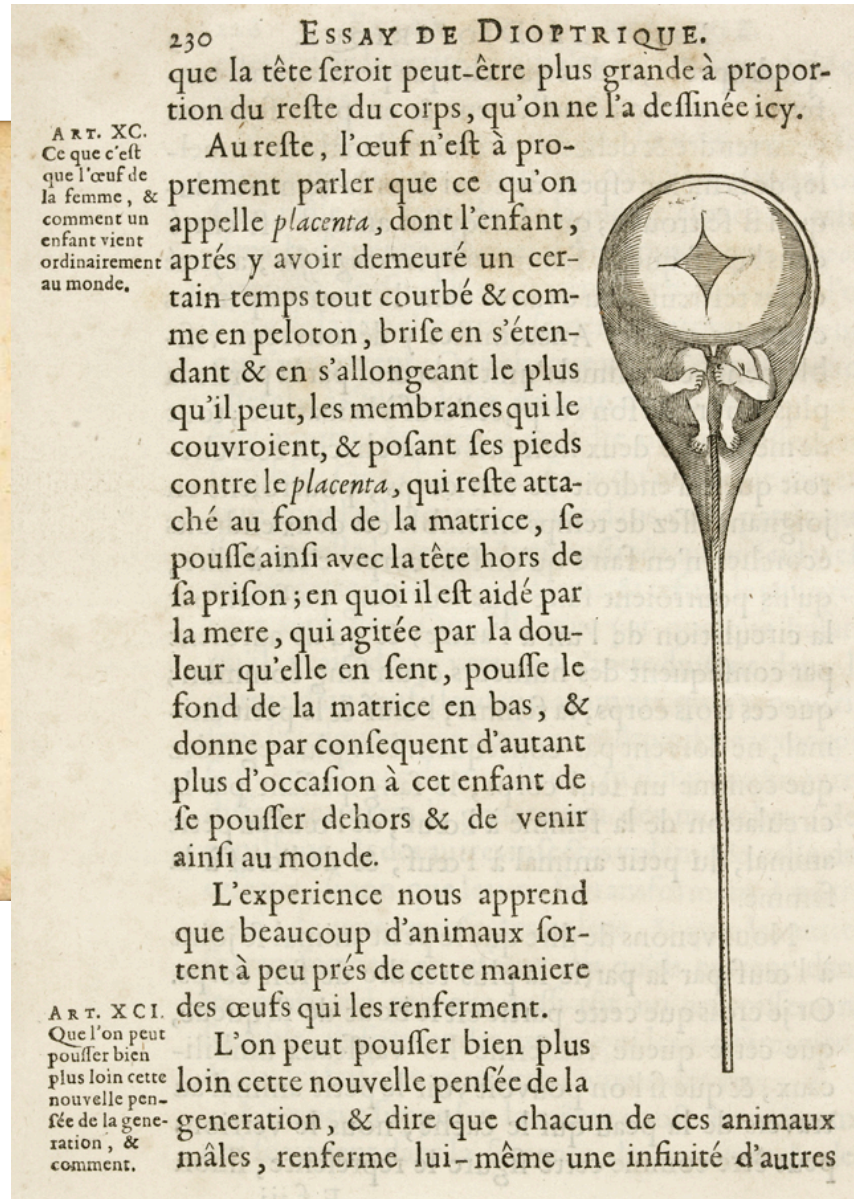 230 ESSAY DE DIOPTRIQUE.
que la tête ſeroit peut-être plus grande à propor-
tion du reſte du corps, qu'on ne l'a deſſinée icy.
ART. XC.
Ce que c'eſt
que l'œuf de
la femme, &
comment un
enfant vient
ordinairement
au monde.
Au reſte, l'œuf n'eſt à pro-
prement parler que ce qu'on
appelle placenta, dont l'enfant,
aprés y avoir demeuré un cer-
tain temps tout courbé & com-
me en peloton, briſe en s'éten-
dant & en s'allongeant le plus
qu'il peut, les membranes qui le
couvroient, & poſant ſes pieds
contre le placenta, qui reſte atta-
ché au fond de la matrice, ſe
pouſſe ainſi avec la tête hors de
ſa priſon; en quoi il eſt aidé par
la mere, qui agitée par la dou-
leur qu'elle en ſent, pouſſe le
fond de la matrice en bas, &
donne par conſequent d'autant
plus d'occaſion à cet enfant de
ſe pouſſer dehors & de venir
ainſi au monde.
L'experience nous apprend
que beaucoup d'animaux ſor-
tent à peu prés de cette maniere
des œufs qui les renferment.
ART. XCI.
Que l'on peut
pouſſer bien
plus loin cette
nouvelle pen-
ſée de la gene-
ration, &
comment.
L'on peut pouſſer bien plus
loin cette nouvelle penſée de la
generation, & dire que chacun de ces animaux
mâles, renferme lui-même une infinité d'autres